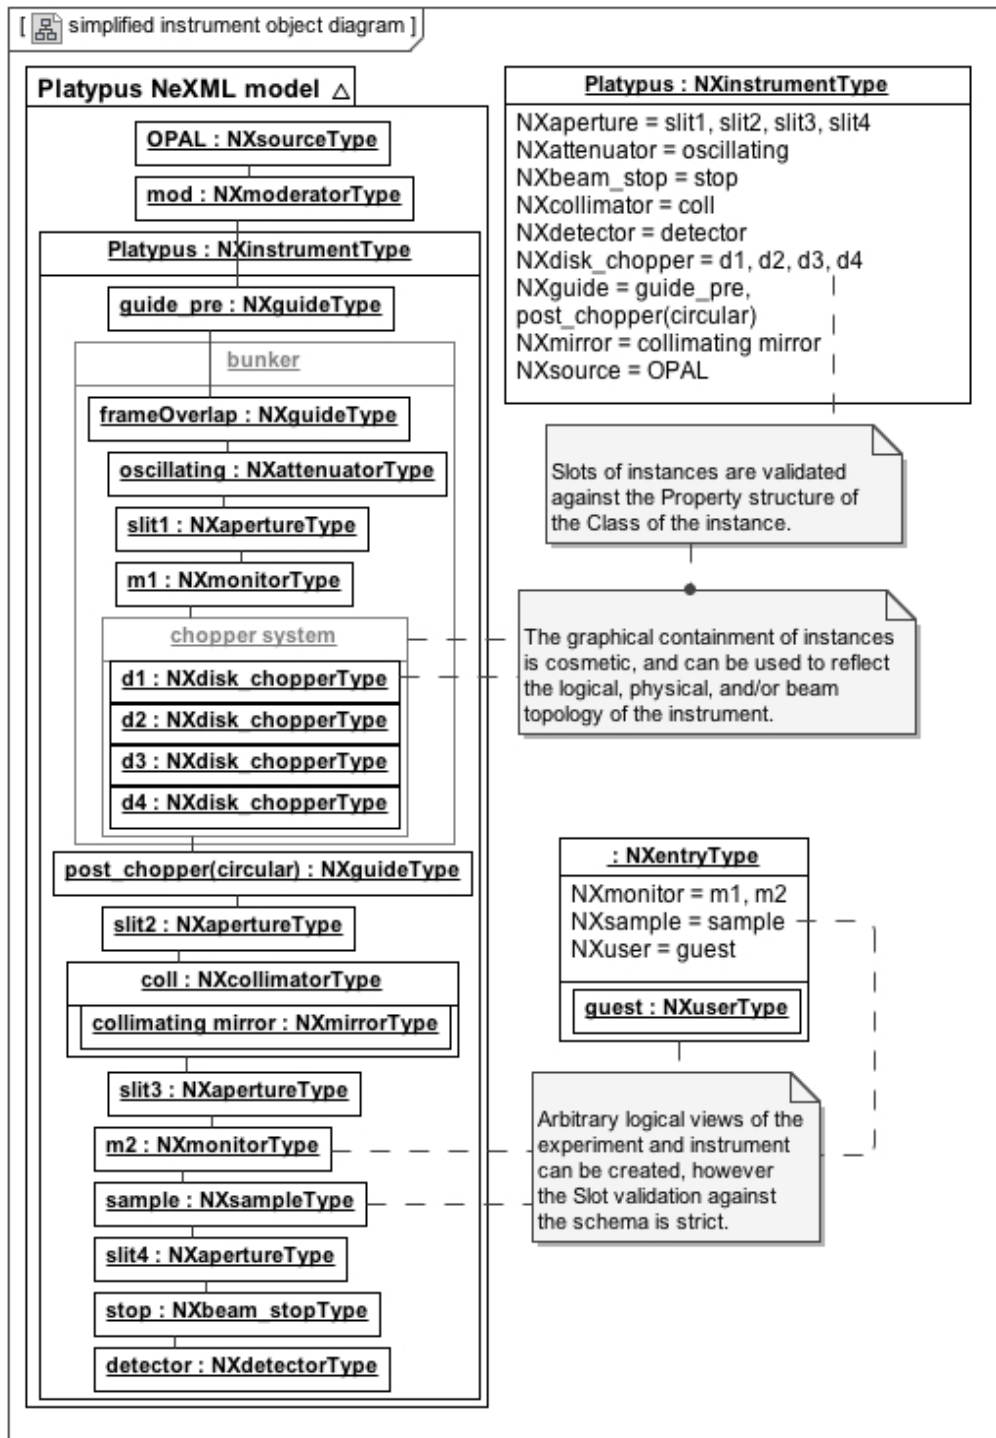 [ simplified instrument object diagram ]
Platypus NeXML model
OPAL : NXsourceType
mod : NXmoderatorType
Platypus : NXinstrumentType
guide_pre : NXguideType
bunker
frameOverlap : NXguideType
oscillating : NXattenuatorType
slit1 : NXapertureType
m1 : NXmonitorType
chopper system
d1 : NXdisk_chopperType
d2 : NXdisk_chopperType
d3 : NXdisk_chopperType
d4 : NXdisk_chopperType
post_chopper(circular) : NXguideType
slit2 : NXapertureType
coll : NXcollimatorType
collimating mirror : NXmirrorType
slit3 : NXapertureType
m2 : NXmonitorType
sample : NXsampleType
slit4 : NXapertureType
stop : NXbeam_stopType
detector : NXdetectorType
Platypus : NXinstrumentType
NXaperture = slit1, slit2, slit3, slit4
NXattenuator = oscillating
NXbeam_stop = stop
NXcollimator = coll
NXdetector = detector
NXdisk_chopper = d1, d2, d3, d4
NXguide = guide_pre,
post_chopper(circular)
NXmirror = collimating mirror
NXsource = OPAL
Slots of instances are validated
against the Property structure of
the Class of the instance.
The graphical containment of instances
is cosmetic, and can be used to reflect
the logical, physical, and/or beam
topology of the instrument.
: NXentryType
NXmonitor = m1, m2
NXsample = sample
NXuser = guest
guest : NXuserType
Arbitrary logical views of the
experiment and instrument
can be created, however
the Slot validation against
the schema is strict.